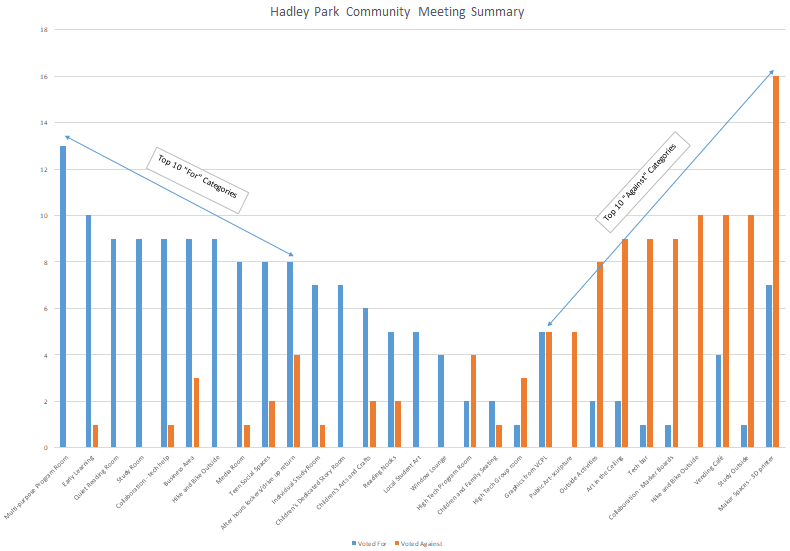 Hadley Park Community Meeting Summary
18
16
14
12
10
8
6
4
2
0
Top 10 "For" Categories
Top 10 "Against" Categories
Multi-purpose Program Room
Early Learning
Quiet Reading Room
Study Room
Collaboration - tech help
Business Area
Hike and Bike Outside
Media Room
Teen Social Spaces
After hours lockers/pick up return
Individual Study Room
Children's Dedicated Story Room
Children's Arts and Crafts
Reading Nooks
Local Student Art
Window Lounge
High Tech Program Room
Children and Family Seating
High Tech Group room
Graphics from VCPL
Public Art- sculpture
Outside Activities
Art in the Ceiling
Tech bar
Collaboration - Marker Boards
Hike and Bike Outside
Vending Café
Study Outside
Maker Spaces - 3D printer
Voted For
Voted Against